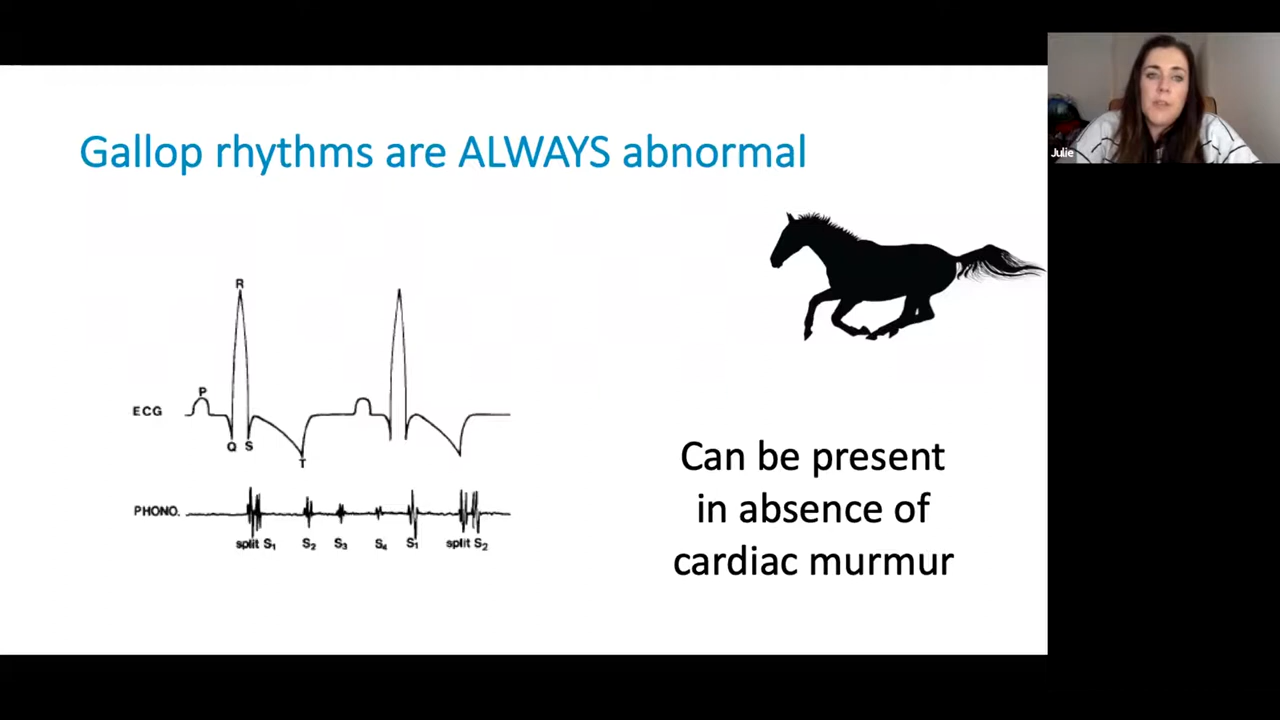 Gallop rhythms are ALWAYS abnormal
Julie
R
P
ECG
Q S
T
PHONO.
split S₁ S₂ S₃ S₄ S₁ split S₂
Can be present
in absence of
cardiac murmur